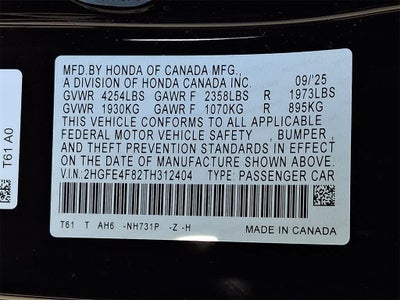 MFD.BY HONDA OF CANADA MFG.,
A DIVISION OF HONDA CANADA INC. 09/'25
GVWR 4254LBS GAWR F 2358LBS R 1973LBS
GVWR 1930KG GAWR F 1070KG R 895KG
THIS VEHICLE CONFORMS TO ALL APPLICABLE
FEDERAL MOTOR VEHICLE SAFETY , BUMPER ,
AND THEFT PREVENTION STANDARDS IN EFFECT ON THE
DATE OF MANUFACTURE SHOWN ABOVE.
V.I.N:2HGFE4F82TH312404 TYPE: PASSENGER CAR
T61 T AH6 -NH731P -Z -H
MADE IN CANADA
T61 A0